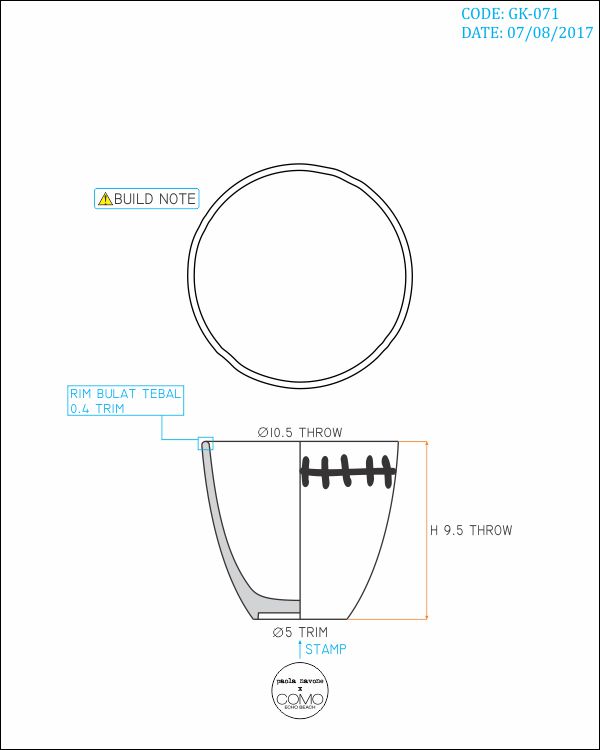 CODE: GK-071
DATE: 07/08/2017
BUILD NOTE
RIM BULAT TEBAL
0.4 TRIM
Ø10.5 THROW
H 9.5 THROW
Ø5 TRIM
STAMP
paola navone
x
COMO
ECHO BEACH